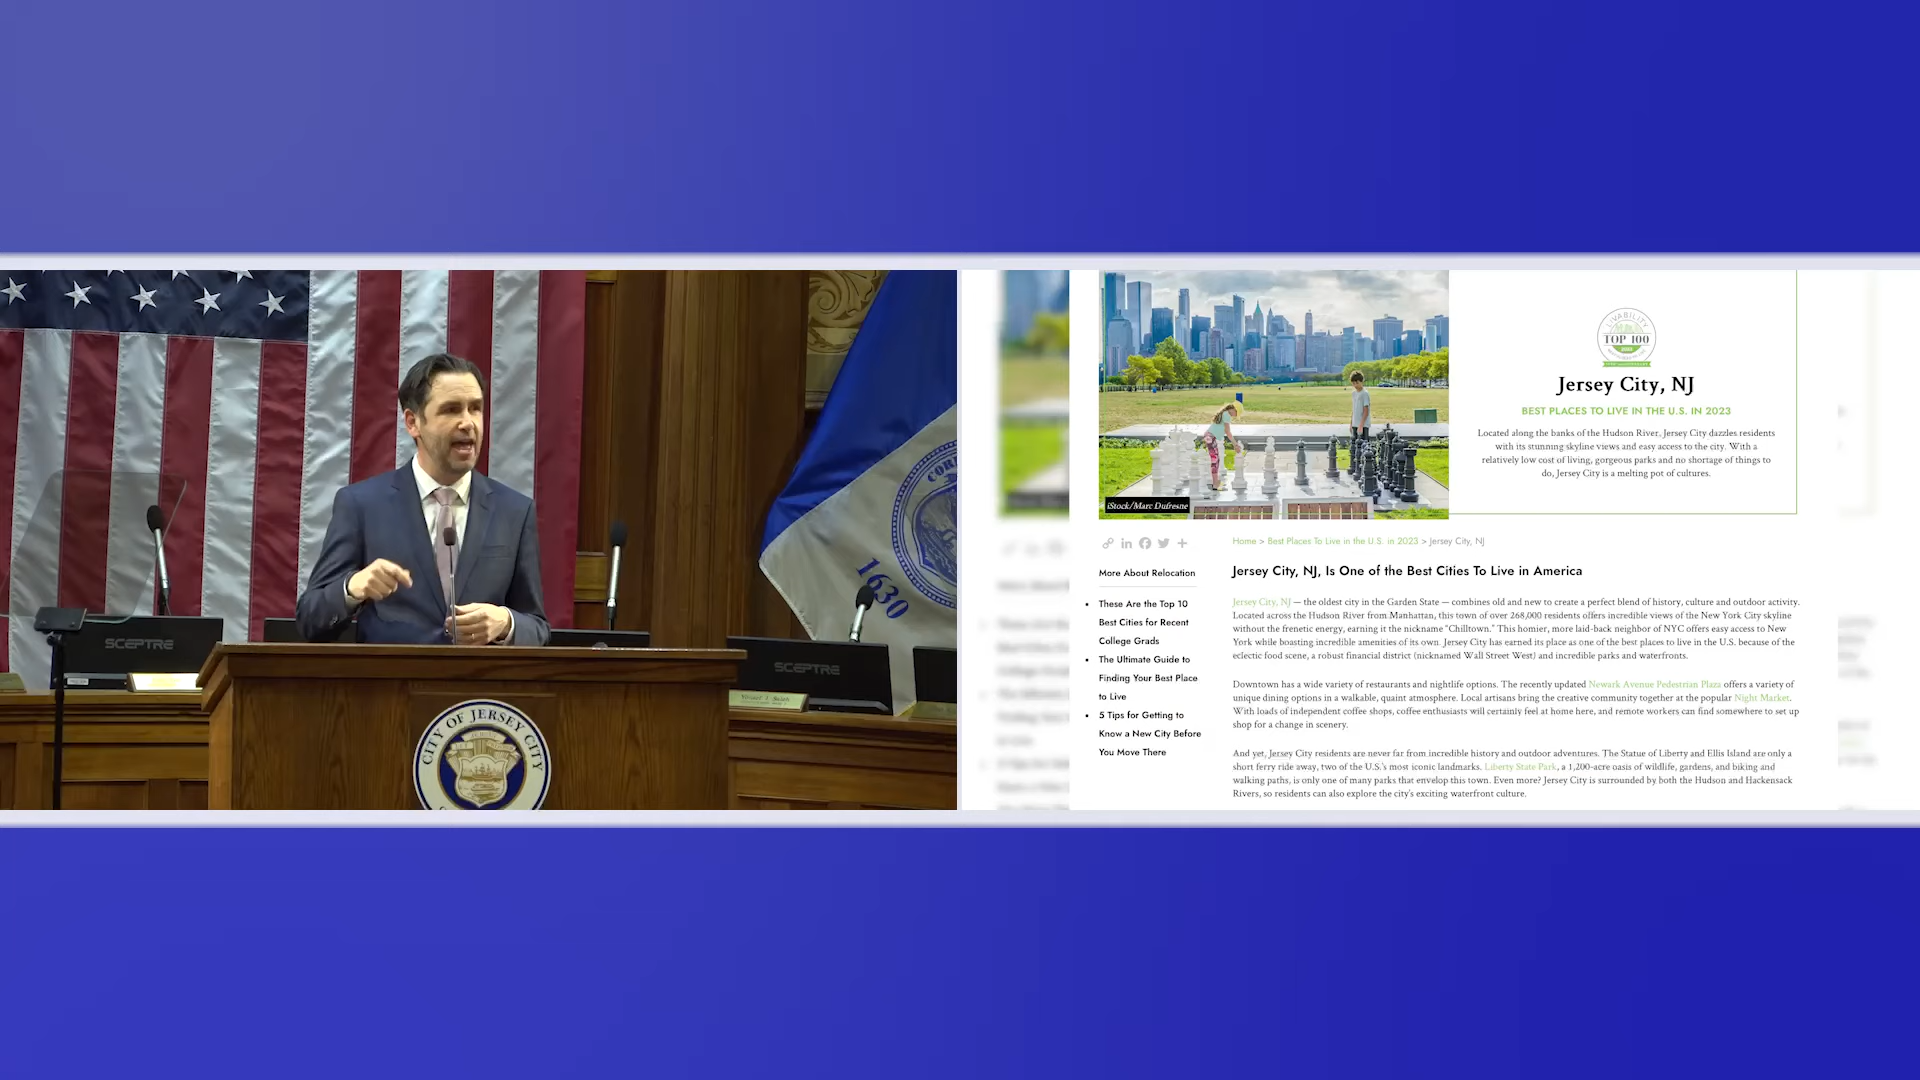 SCEPTRE
SCEPTRE
1630
CITY OF JERSEY CITY
iStock/Marc Dufresne
LIVABILITY
TOP 100
Jersey City, NJ
BEST PLACES TO LIVE IN THE U.S. IN 2023
Located along the banks of the Hudson River, Jersey City dazzles residents
with its stunning skyline views and easy access to the city. With a
relatively low cost of living, gorgeous parks and no shortage of things to
do, Jersey City is a melting pot of cultures.
More About Relocation
These Are the Top 10
Best Cities for Recent
College Grads
The Ultimate Guide to
Finding Your Best Place
to Live
5 Tips for Getting to
Know a New City Before
You Move There
Home > Best Places To Live in the U.S. in 2023 > Jersey City, NJ
Jersey City, NJ, Is One of the Best Cities To Live in America
Jersey City, NJ — the oldest city in the Garden State — combines old and new to create a perfect blend of history, culture and outdoor activity.
Located across the Hudson River from Manhattan, this town of over 268,000 residents offers incredible views of the New York City skyline
without the frenetic energy, earning it the nickname "Chilltown." This homier, more laid-back neighbor of NYC offers easy access to New
York while boasting incredible amenities of its own. Jersey City has earned its place as one of the best places to live in the U.S. because of the
eclectic food scene, a robust financial district (nicknamed Wall Street West) and incredible parks and waterfronts.
Downtown has a wide variety of restaurants and nightlife options. The recently updated Newark Avenue Pedestrian Plaza offers a variety of
unique dining options in a walkable, quaint atmosphere. Local artisans bring the creative community together at the popular Night Market.
With loads of independent coffee shops, coffee enthusiasts will certainly feel at home here, and remote workers can find somewhere to set up
shop for a change in scenery.
And yet, Jersey City residents are never far from incredible history and outdoor adventures. The Statue of Liberty and Ellis Island are only a
short ferry ride away, two of the U.S.'s most iconic landmarks. Liberty State Park, a 1,200-acre oasis of wildlife, gardens, and biking and
walking paths, is only one of many parks that envelop this town. Even more? Jersey City is surrounded by both the Hudson and Hackensack
Rivers, so residents can also explore the city's exciting waterfront culture.